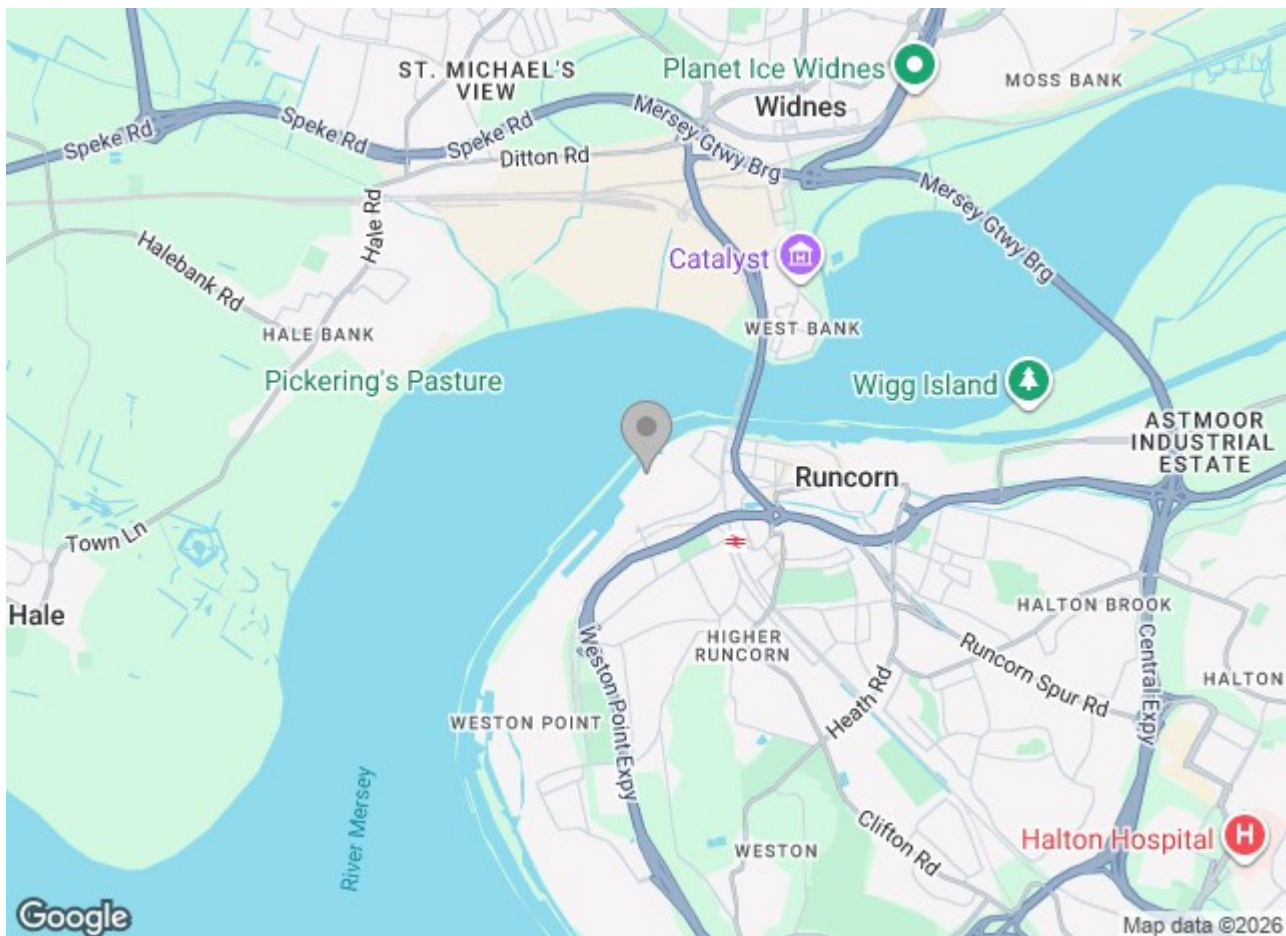 ST. MICHAEL'S
VIEW
Planet Ice Widnes
Widnes
MOSS BANK
Speke Rd
Speke Rd
Speke Rd
Ditton Rd
Mersey Gtwy Brg
Mersey Gtwy Brg
Hale Rd
Halebank Rd
HALE BANK
Catalyst
WEST BANK
Pickering's Pasture
Wigg Island
ASTMOOR
INDUSTRIAL
ESTATE
Runcorn
Town Ln
Hale
HALTON BROOK
HIGHER
RUNCORN
Runcorn Spur Rd
Central Expy
HALTON
Heath Rd
WESTON POINT
Weston Point Expy
River Mersey
Clifton Rd
WESTON
Halton Hospital
H
Google
Map data ©2026